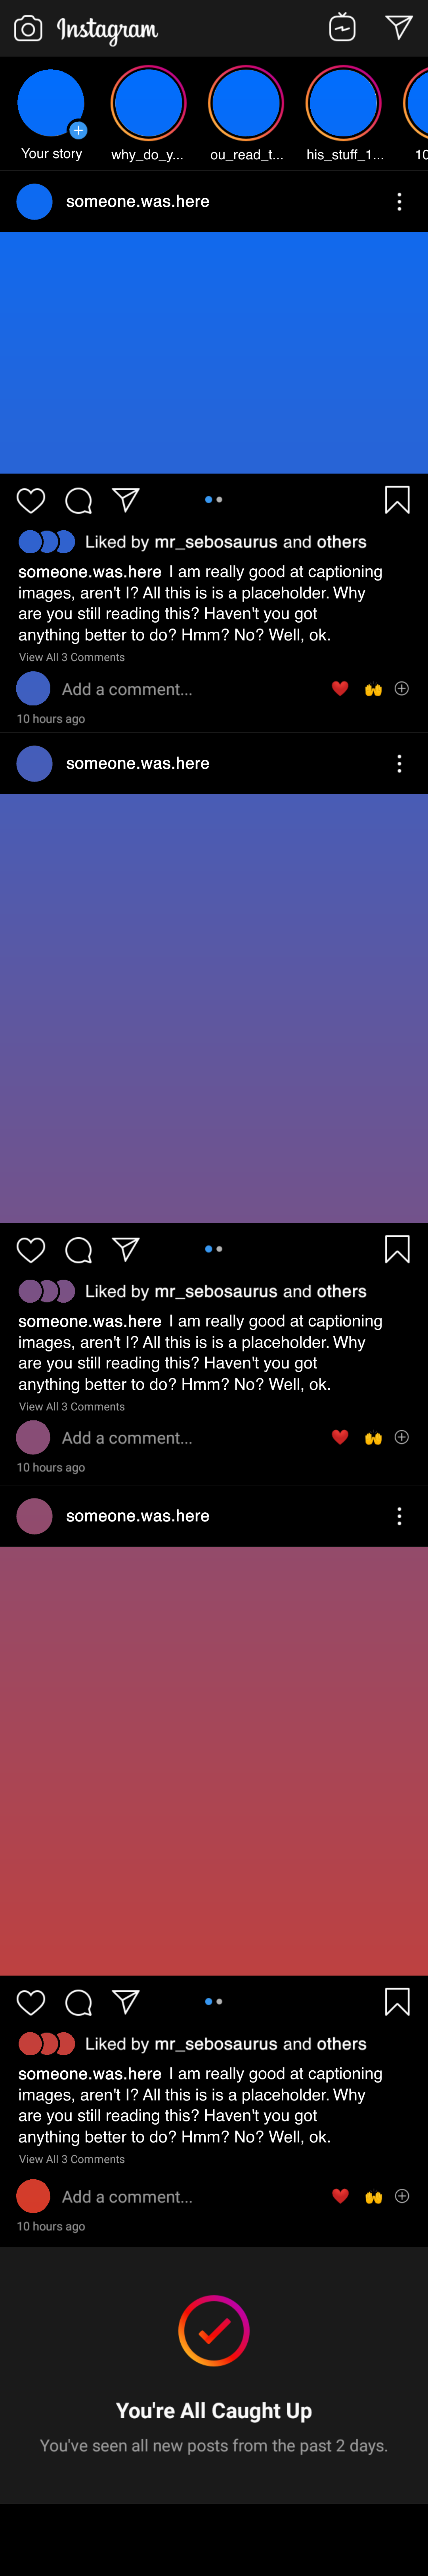 Instagram
Your story
why_do_y...
ou_read_t...
his_stuff_1...
10
someone.was.here
Liked by mr_sebosaurus and others
someone.was.here I am really good at captioning
images, aren't I? All this is is a placeholder. Why
are you still reading this? Haven't you got
anything better to do? Hmm? No? Well, ok.
View All 3 Comments
Add a comment...
10 hours ago
someone.was.here
Liked by mr_sebosaurus and others
someone.was.here I am really good at captioning
images, aren't I? All this is is a placeholder. Why
are you still reading this? Haven't you got
anything better to do? Hmm? No? Well, ok.
View All 3 Comments
Add a comment...
10 hours ago
someone.was.here
Liked by mr_sebosaurus and others
someone.was.here I am really good at captioning
images, aren't I? All this is is a placeholder. Why
are you still reading this? Haven't you got
anything better to do? Hmm? No? Well, ok.
View All 3 Comments
Add a comment...
10 hours ago
You're All Caught Up
You've seen all new posts from the past 2 days.